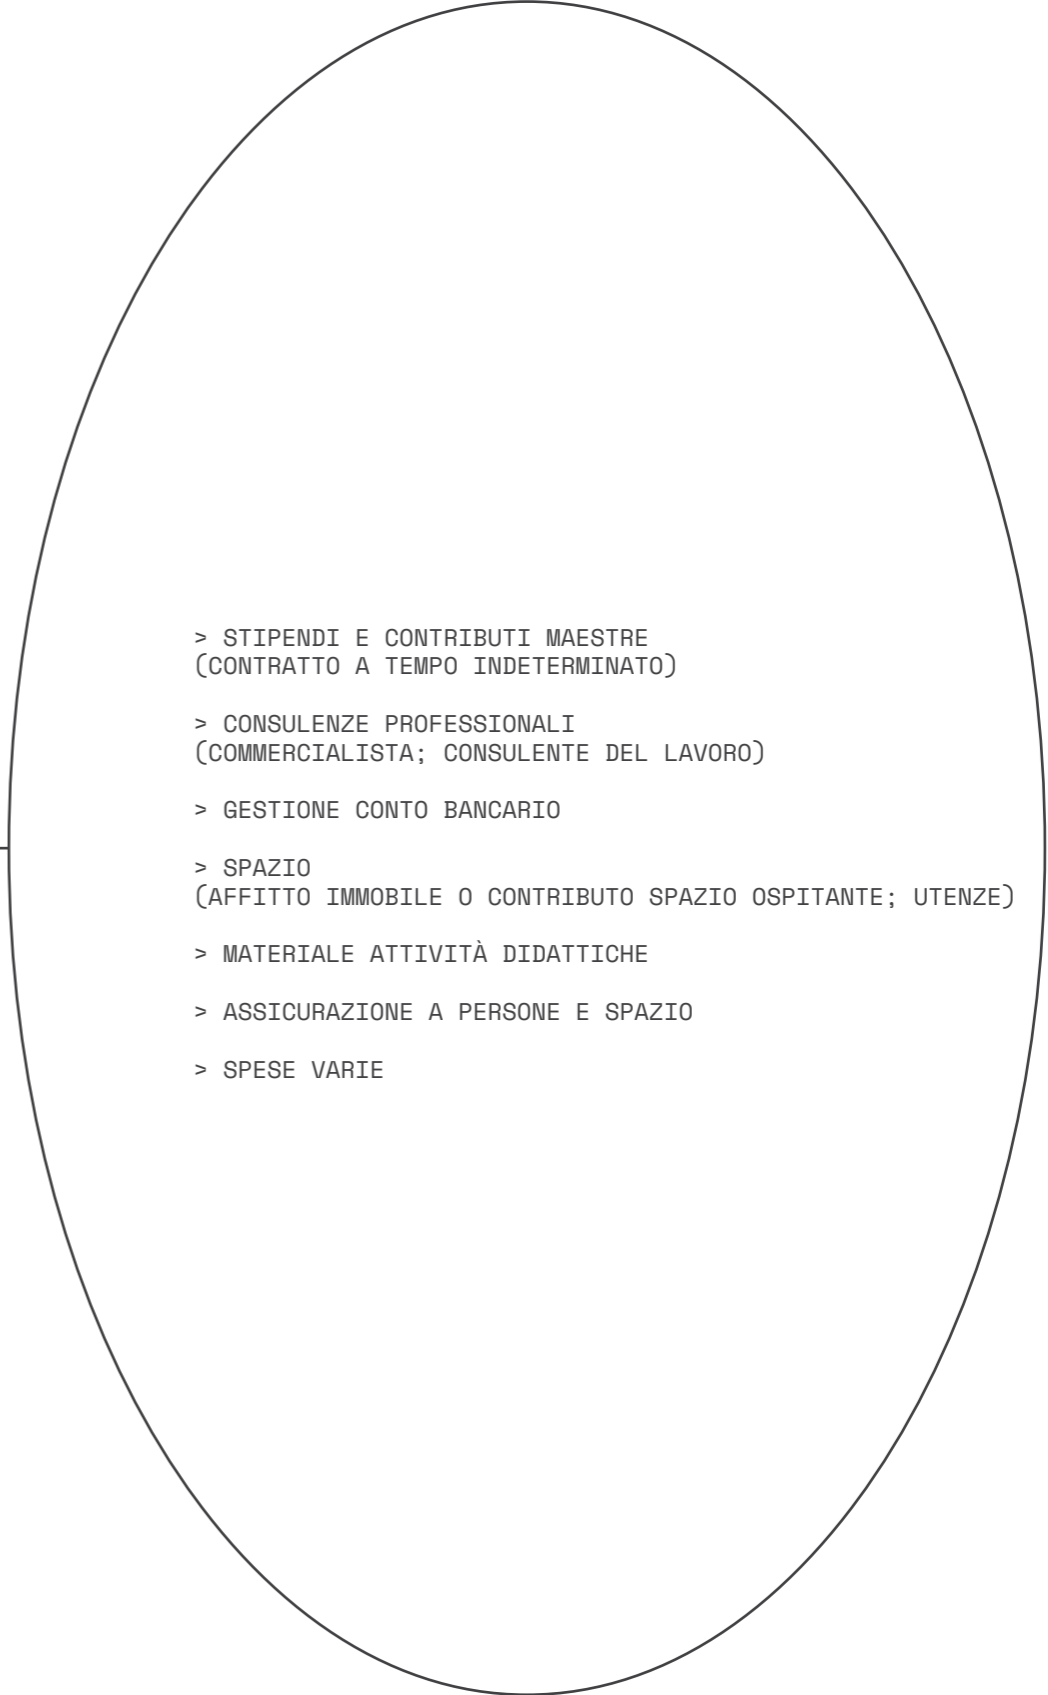 > STIPENDI E CONTRIBUTI MAESTRE
(CONTRATTO A TEMPO INDETERMINATO)
> CONSULENZE PROFESSIONALI
(COMMERCIALISTA; CONSULENTE DEL LAVORO)
> GESTIONE CONTO BANCARIO
> SPAZIO
(AFFITTO IMMOBILE O CONTRIBUTO SPAZIO OSPITANTE; UTENZE)
> MATERIALE ATTIVITÀ DIDATTICHE
> ASSICURAZIONE A PERSONE E SPAZIO
> SPESE VARIE